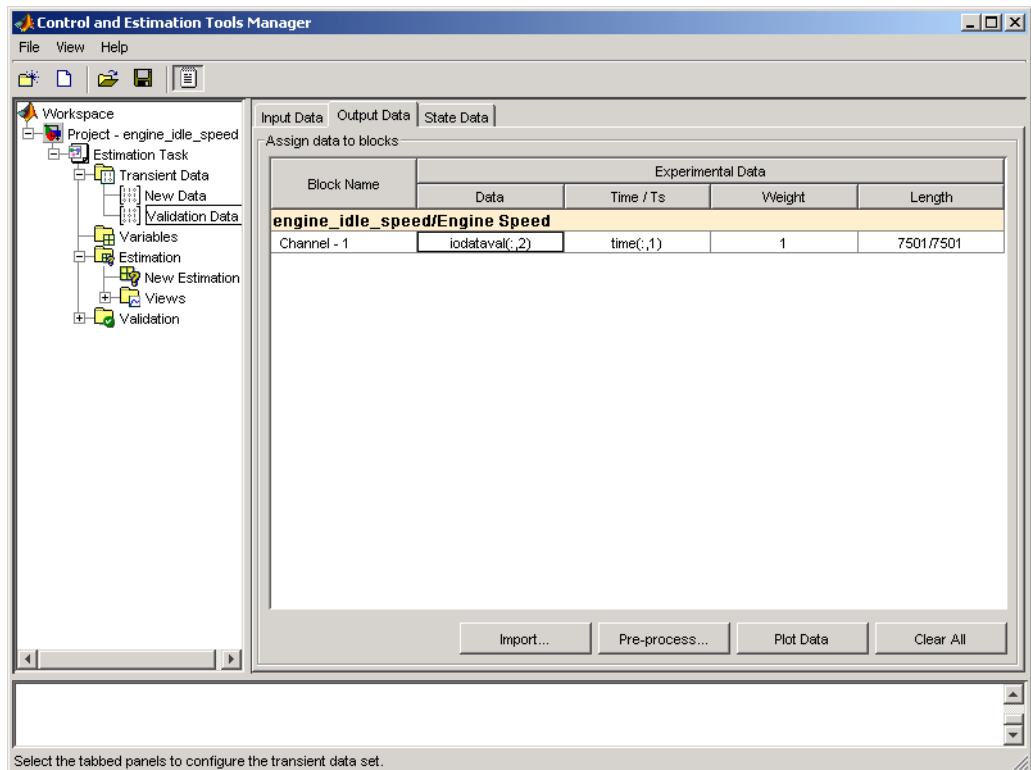 Control and Estimation Tools Manager
File View Help
Workspace
Project - engine_idle_speed
Estimation Task
Transient Data
New Data
Validation Data
Variables
Estimation
New Estimation
Views
Validation
Input Data Output Data State Data
Assign data to blocks
Block Name Experimental Data
Data Time / Ts Weight Length
engine_idle_speed/Engine Speed
Channel - 1 iodataval(:,2) time(:,1) 1 7501/7501
Import... Pre-process... Plot Data Clear All
Select the tabbed panels to configure the transient data set.